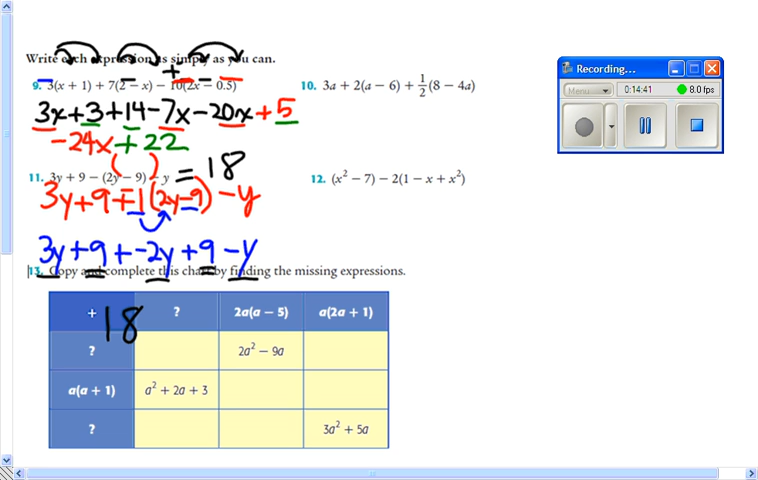 Write each expression as simply as you can.
+
9. 3(x + 1) + 7(2 − x) − 10(2x − 0.5)
10. 3a + 2(a − 6) + 1/2(8 − 4a)
3x + 3 + 14 − 7x − 20x + 5
−24x + 22
11. 3y + 9 − (2y − 9) − y = 18
12. (x² − 7) − 2(1 − x + x²)
3y + 9 + −1(2y − 9) − y
3y + 9 + −2y + 9 − y
13. Copy and complete this chart by finding the missing expressions.
18
+ ? 2a(a − 5) a(2a + 1)
? 2a² − 9a
a(a + 1) a² + 2a + 3
? 3a² + 5a
Recording...
Menu 0:14:41 8.0 fps